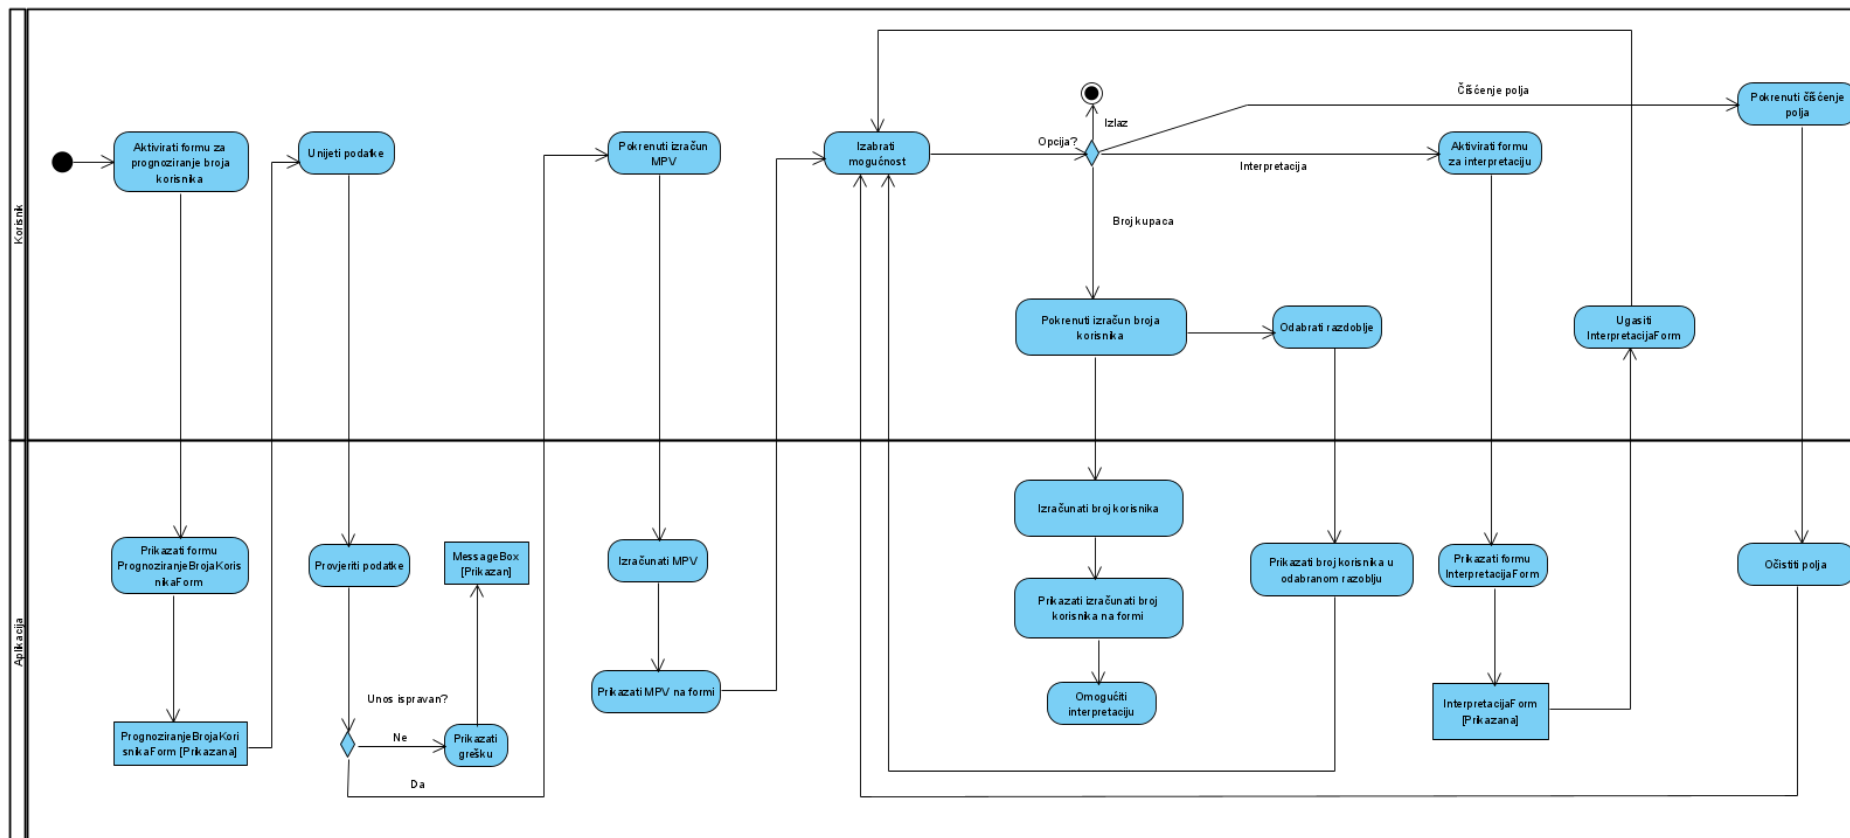 Korisnik
Aktivirati formu za
prognoziranje broja
korisnika
Unijeti podatke
Pokrenuti izračun
MPV
Izabrati
mogućnost
Opcija?
Izlaz
Čišćenje polja
Interpretacija
Broj kupaca
Aktivirati formu
za interpretaciju
Pokrenuti čišćenje
polja
Pokrenuti izračun broja
korisnika
Odabrati razdoblje
Ugasiti
InterpretacijaForm
Aplikacija
Prikazati formu
PrognoziranjeBrojaKoris
nikaForm
Provjeriti podatke
MessageBox
[Prikazan]
Izračunati MPV
Izračunati broj korisnika
Prikazati izračunati broj
korisnika na formi
Prikazati broj korisnika u
odabranom razoblju
Prikazati formu
InterpretacijaForm
Očistiti polja
PrognoziranjeBrojaKori
snikaForm [Prikazana]
Unos ispravan?
Ne
Da
Prikazati
grešku
Prikazati MPV na formi
Omogućiti
interpretaciju
InterpretacijaForm
[Prikazana]